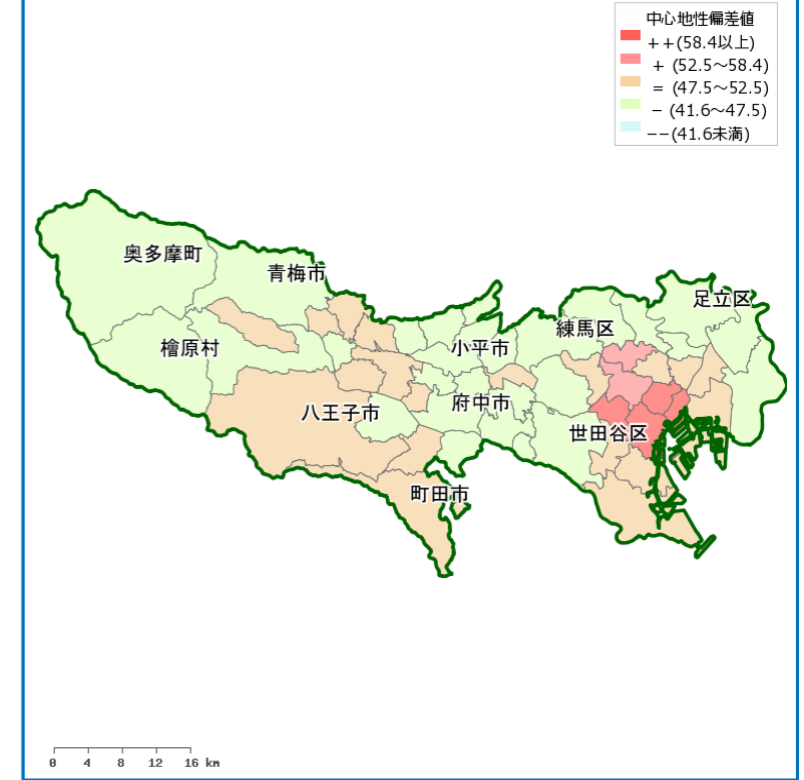 中心地性偏差値
++(58.4以上)
+ (52.5～58.4)
= (47.5～52.5)
− (41.6～47.5)
−−(41.6未満)
奥多摩町
青梅市
足立区
練馬区
檜原村
小平市
八王子市
府中市
世田谷区
町田市
0 4 8 12 16 km